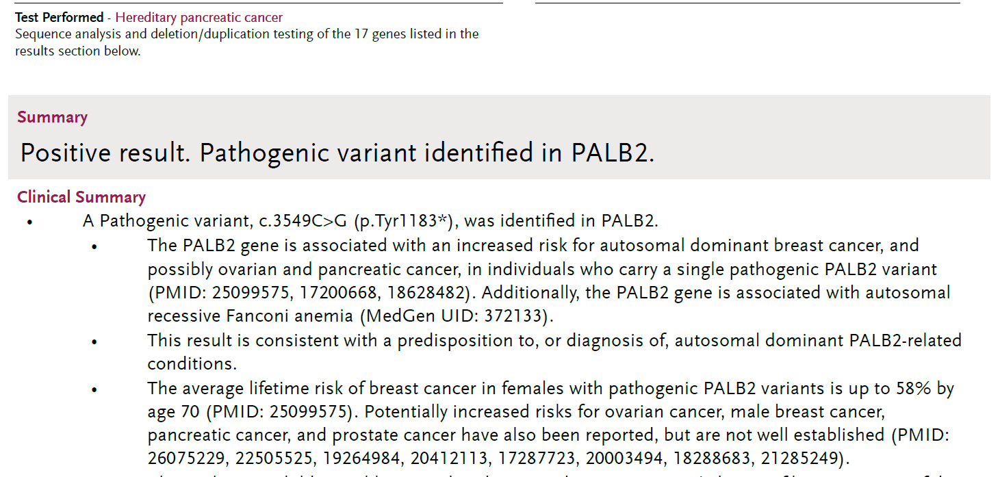 Test Performed - Hereditary pancreatic cancer
Sequence analysis and deletion/duplication testing of the 17 genes listed in the
results section below.
Summary
Positive result. Pathogenic variant identified in PALB2.
Clinical Summary
• A Pathogenic variant, c.3549C>G (p.Tyr1183*), was identified in PALB2.
• The PALB2 gene is associated with an increased risk for autosomal dominant breast cancer, and
possibly ovarian and pancreatic cancer, in individuals who carry a single pathogenic PALB2 variant
(PMID: 25099575, 17200668, 18628482). Additionally, the PALB2 gene is associated with autosomal
recessive Fanconi anemia (MedGen UID: 372133).
• This result is consistent with a predisposition to, or diagnosis of, autosomal dominant PALB2-related
conditions.
• The average lifetime risk of breast cancer in females with pathogenic PALB2 variants is up to 58% by
age 70 (PMID: 25099575). Potentially increased risks for ovarian cancer, male breast cancer,
pancreatic cancer, and prostate cancer have also been reported, but are not well established (PMID:
26075229, 22505525, 19264984, 20412113, 17287723, 20003494, 18288683, 21285249).